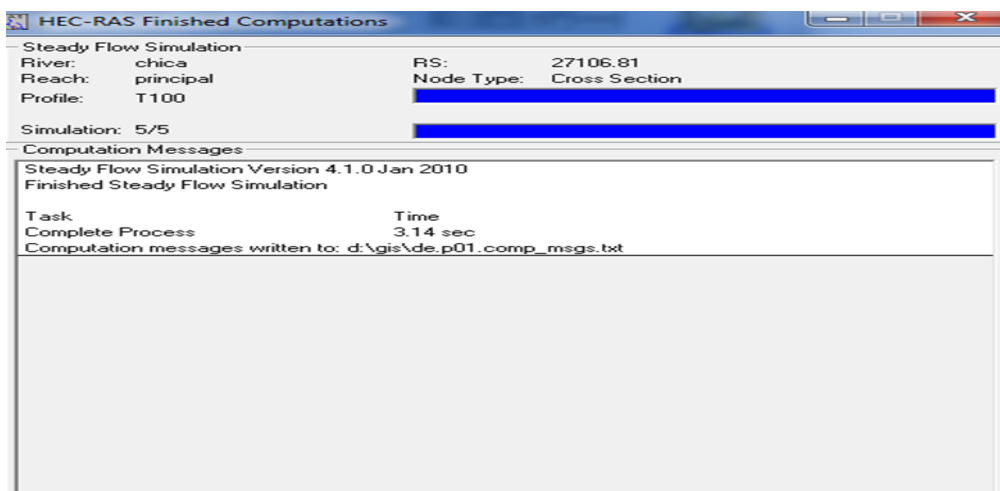 HEC-RAS Finished Computations
Steady Flow Simulation
River: chica RS: 27106.81
Reach: principal Node Type: Cross Section
Profile: T100
Simulation: 5/5
Computation Messages
Steady Flow Simulation Version 4.1.0 Jan 2010
Finished Steady Flow Simulation
Task Time
Complete Process 3.14 sec
Computation messages written to: d:\gis\de.p01.comp_msgs.txt